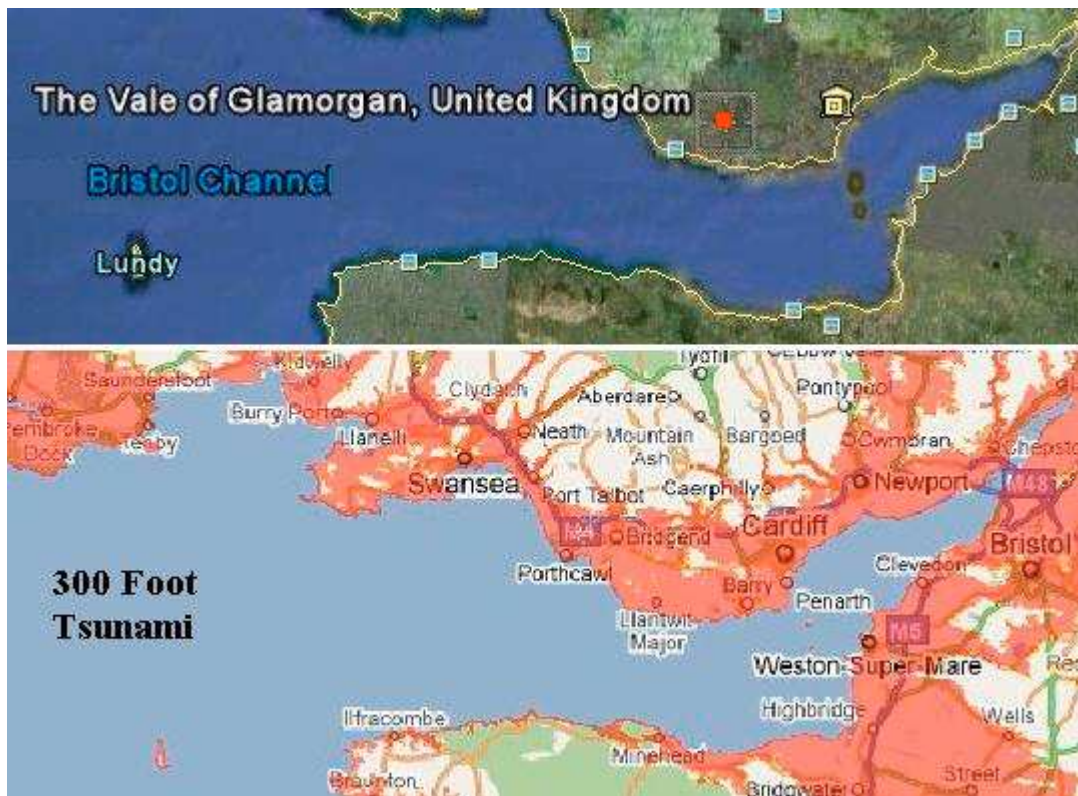 The Vale of Glamorgan, United Kingdom
Bristol Channel
Lundy
Kidwelly
Saundersfoot
Clydach
Tydfil
Aberdare
Pontypool
Burry Port
Pembroke
Dock
Tenby
Llanelli
Neath
Mountain
Ash
Bargoed
Cwmbran
Chepsto
Swansea
Port Talbot
Caerphilly
Newport
M48
Bridgend
Cardiff
Bristol
300 Foot
Tsunami
Porthcawl
Barry
Clevedon
Penarth
Llantwit
Major
M5
Weston-Super-Mare
Ilfracombe
Highbridge
Wells
Minehead
Braunton
Bridgwater
Street